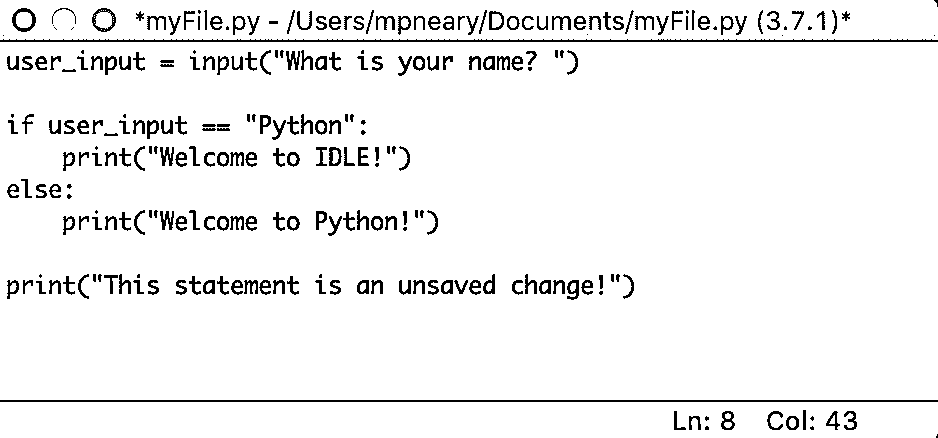 *myFile.py - /Users/mpneary/Documents/myFile.py (3.7.1)*
user_input = input("What is your name? ")

if user_input == "Python":
    print("Welcome to IDLE!")
else:
    print("Welcome to Python!")

print("This statement is an unsaved change!")
Ln: 8 Col: 43